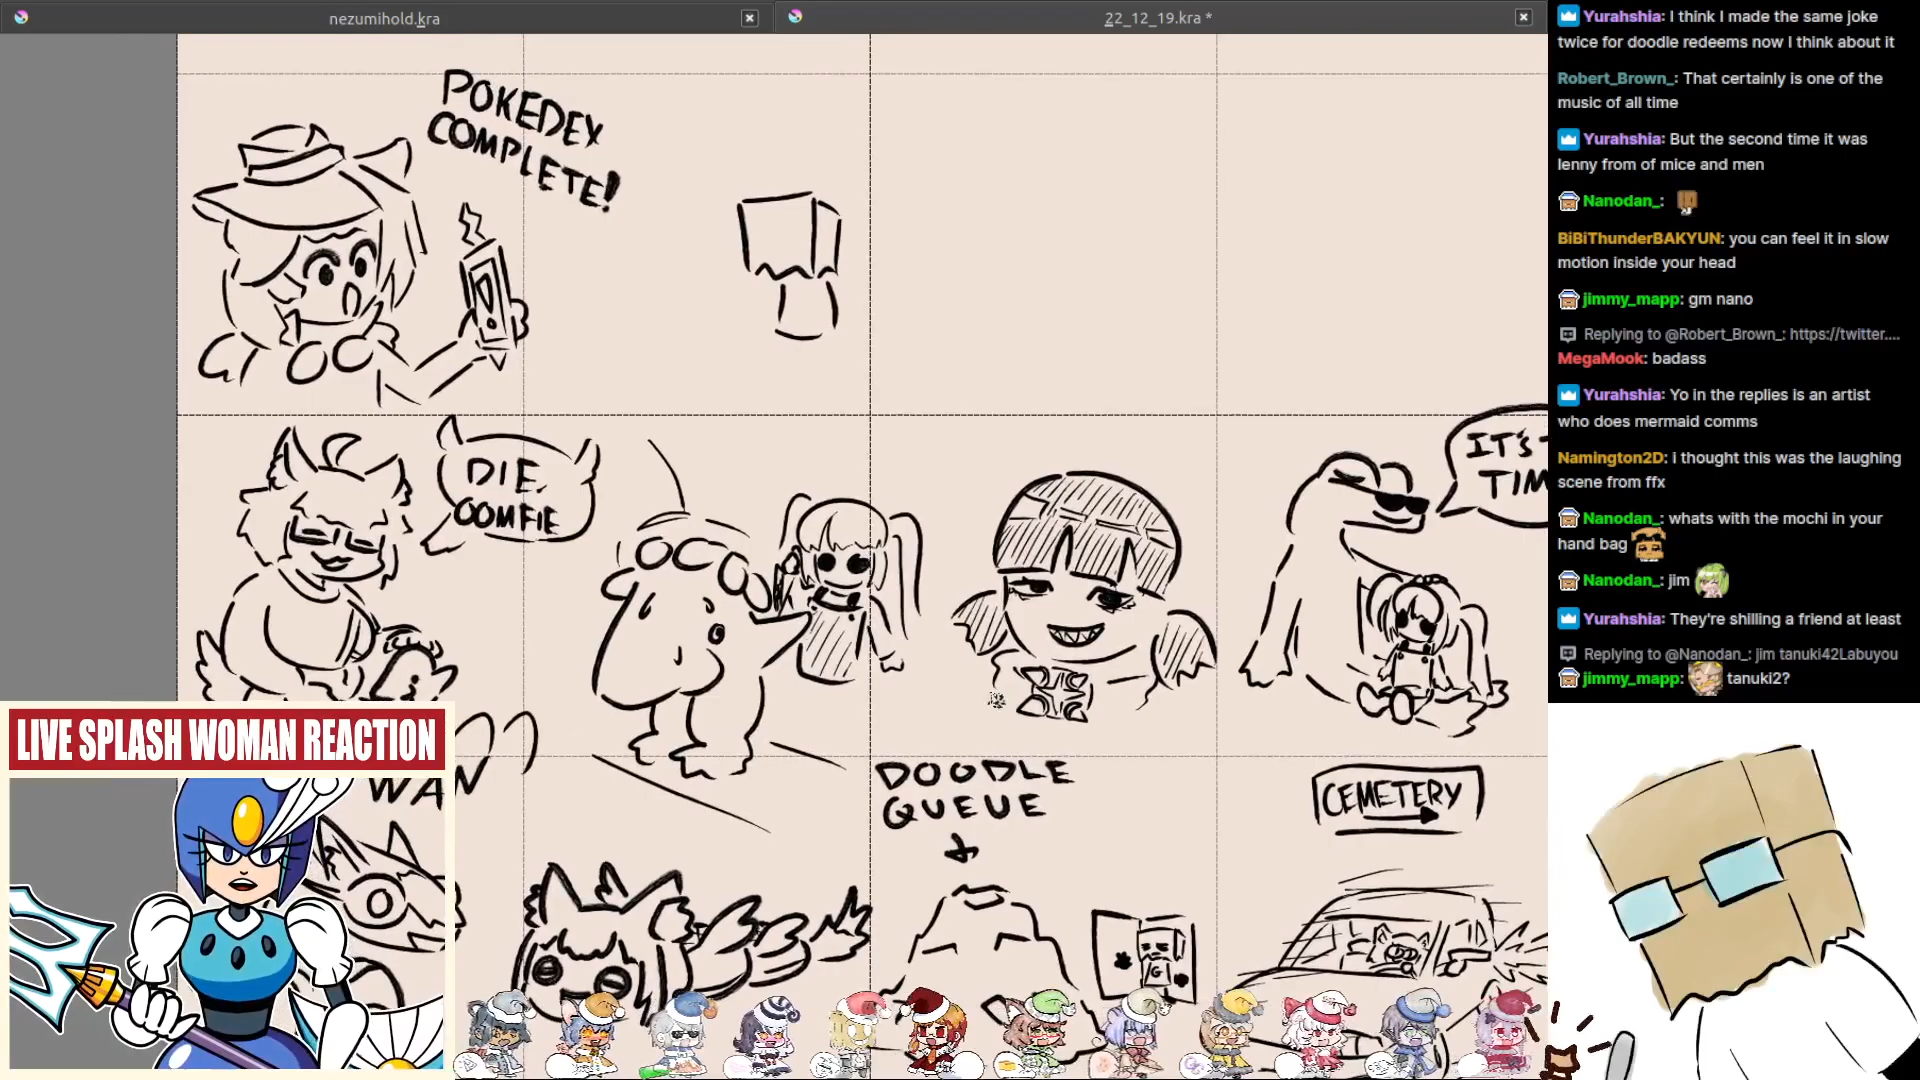 nezumihold.kra
22_12_19.kra *
POKEDEX
COMPLETE!
DIE
OOMFIE
IT'S
TIM
WAN
DOODLE
QUEUE
CEMETERY
G
LIVE SPLASH WOMAN REACTION
Yurahshia: I think I made the same joke
twice for doodle redeems now I think about it
Robert_Brown_: That certainly is one of the
music of all time
Yurahshia: But the second time it was
lenny from of mice and men
Nanodan_:
BiBiThunderBAKYUN: you can feel it in slow
motion inside your head
jimmy_mapp: gm nano
Replying to @Robert_Brown_: https://twitter....
MegaMook: badass
Yurahshia: Yo in the replies is an artist
who does mermaid comms
Namington2D: i thought this was the laughing
scene from ffx
Nanodan_: whats with the mochi in your
hand bag
Nanodan_: jim
Yurahshia: They're shilling a friend at least
Replying to @Nanodan_: jim tanuki42Labuyou
jimmy_mapp: tanuki2?